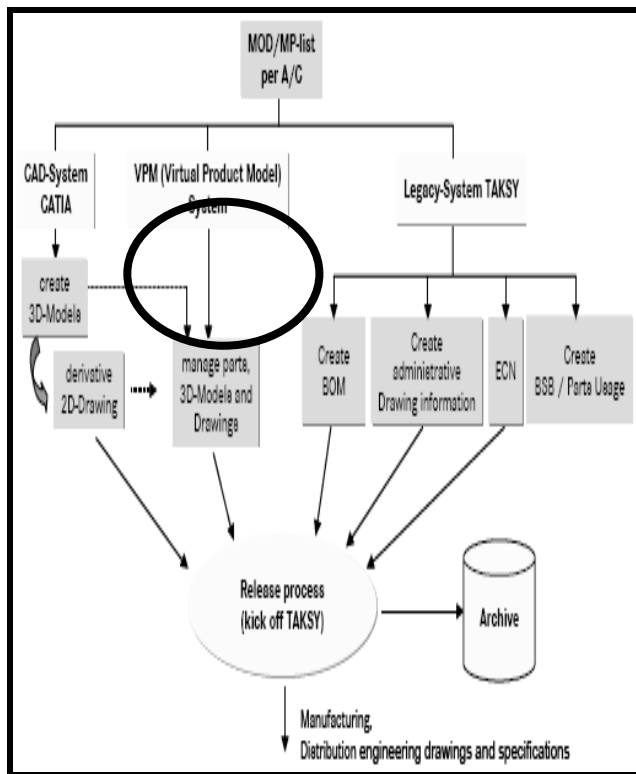 MOD/MP-list
per A/C
CAD-System
CATIA
VPM (Virtual Product Model)
System
Legacy-System TAKSY
create
3D-Models
derivative
2D-Drawing
manage parts,
3D-Models and
Drawings
Create
BOM
Create
administrative
Drawing information
ECN
Create
BSB / Parts Usage
Release process
(kick off TAKSY)
Archive
Manufacturing,
Distribution engineering drawings and specifications